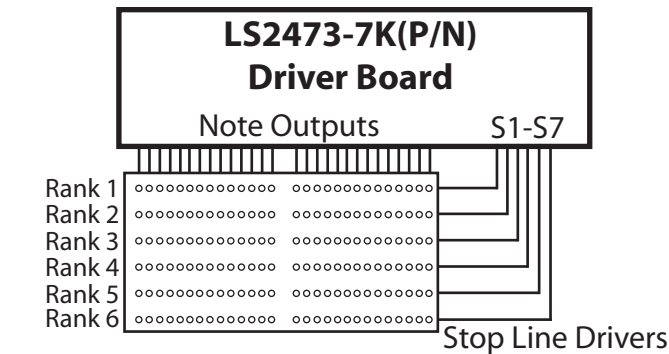 LS2473-7K(P/N)
Driver Board
Note Outputs S1-S7
Rank 1
Rank 2
Rank 3
Rank 4
Rank 5
Rank 6
Stop Line Drivers